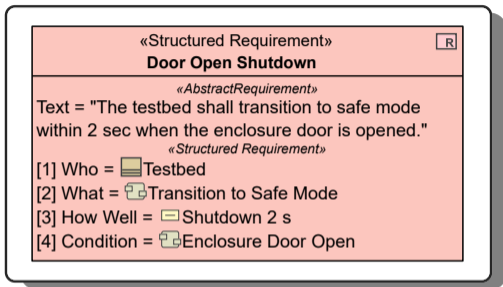 «Structured Requirement»
R
Door Open Shutdown
«AbstractRequirement»
Text = "The testbed shall transition to safe mode
within 2 sec when the enclosure door is opened."
«Structured Requirement»
[1] Who = Testbed
[2] What = Transition to Safe Mode
[3] How Well = Shutdown 2 s
[4] Condition = Enclosure Door Open